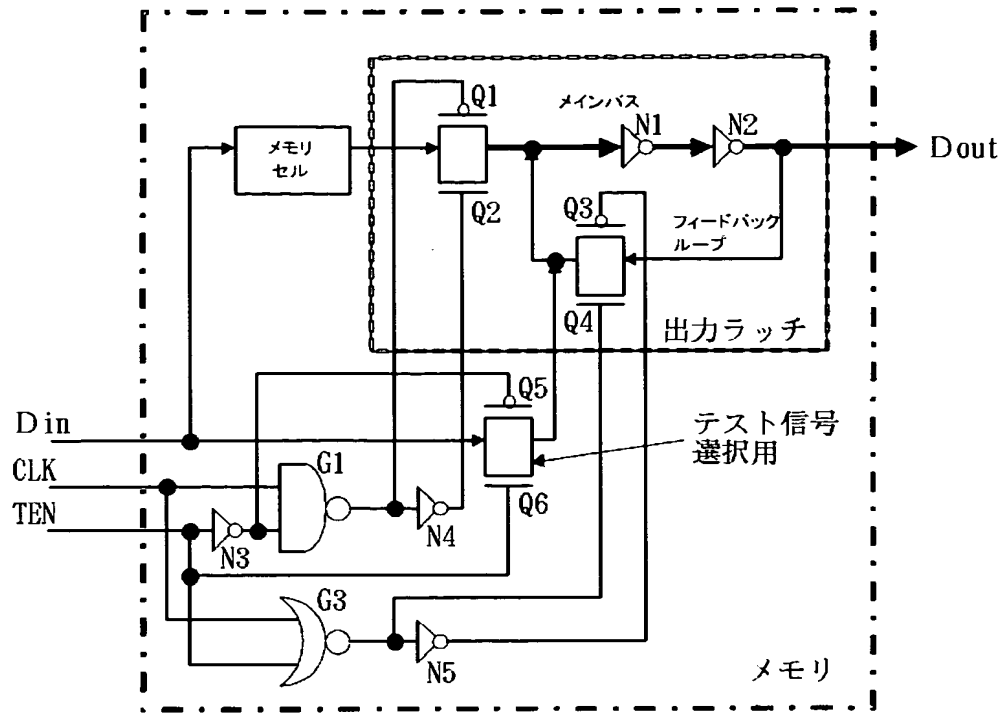 Q1
メインバス
N1
N2
メモリ
セル
Dout
Q2
Q3
フィードバック
ループ
Q4
出力ラッチ
Q5
Din
テスト信号
選択用
CLK
G1
Q6
TEN
N3
N4
G3
N5
メモリ